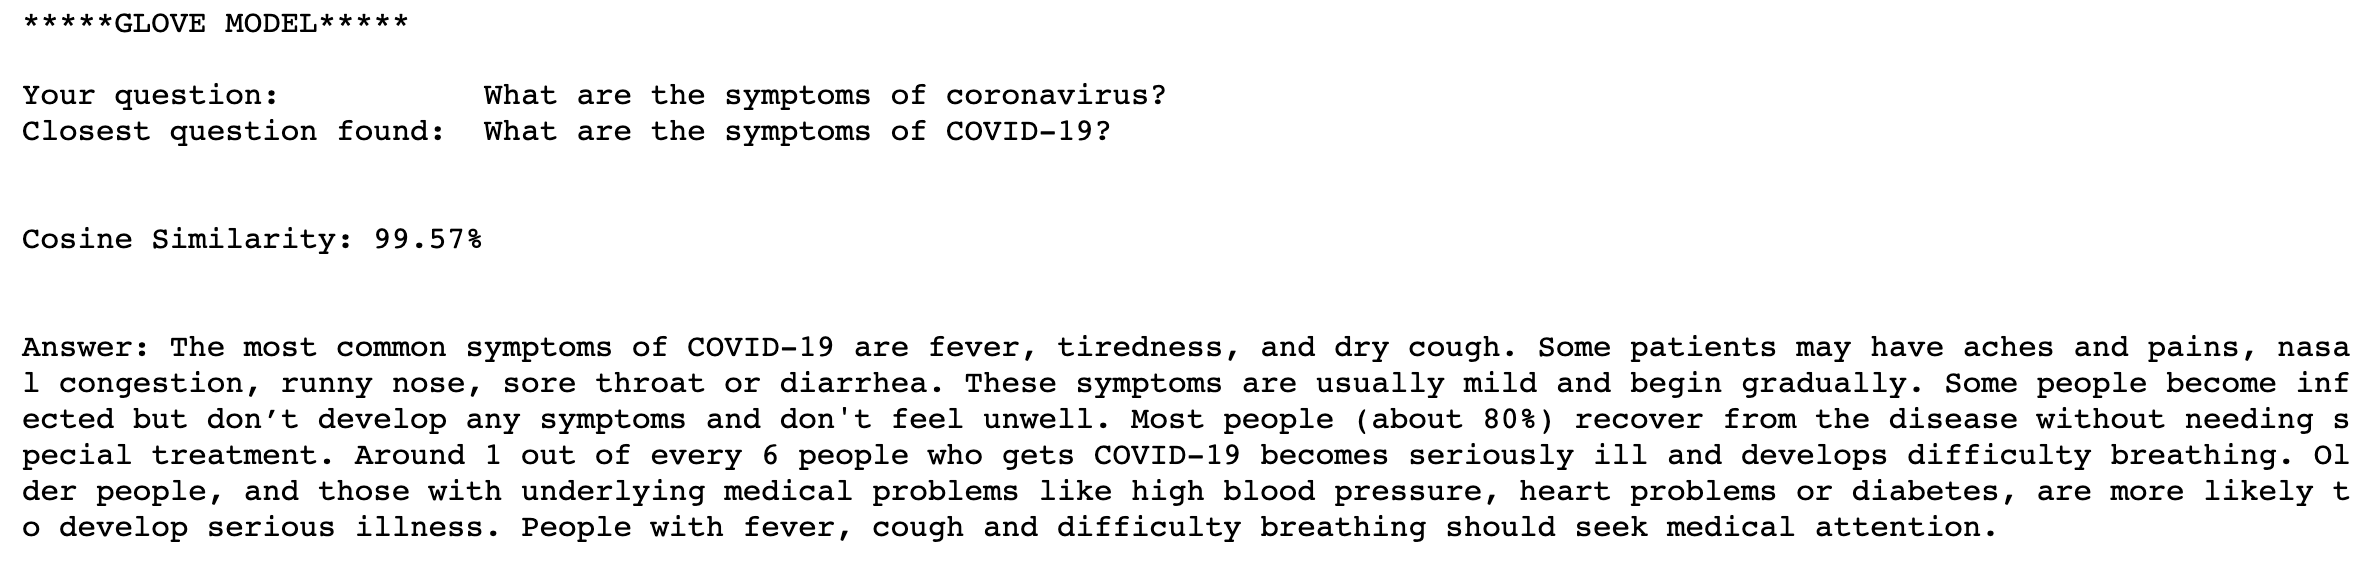 *****GLOVE MODEL*****
Your question:           What are the symptoms of coronavirus?
Closest question found:  What are the symptoms of COVID-19?
Cosine Similarity: 99.57%
Answer: The most common symptoms of COVID-19 are fever, tiredness, and dry cough. Some patients may have aches and pains, nasa
l congestion, runny nose, sore throat or diarrhea. These symptoms are usually mild and begin gradually. Some people become inf
ected but don’t develop any symptoms and don't feel unwell. Most people (about 80%) recover from the disease without needing s
pecial treatment. Around 1 out of every 6 people who gets COVID-19 becomes seriously ill and develops difficulty breathing. Ol
der people, and those with underlying medical problems like high blood pressure, heart problems or diabetes, are more likely t
o develop serious illness. People with fever, cough and difficulty breathing should seek medical attention.